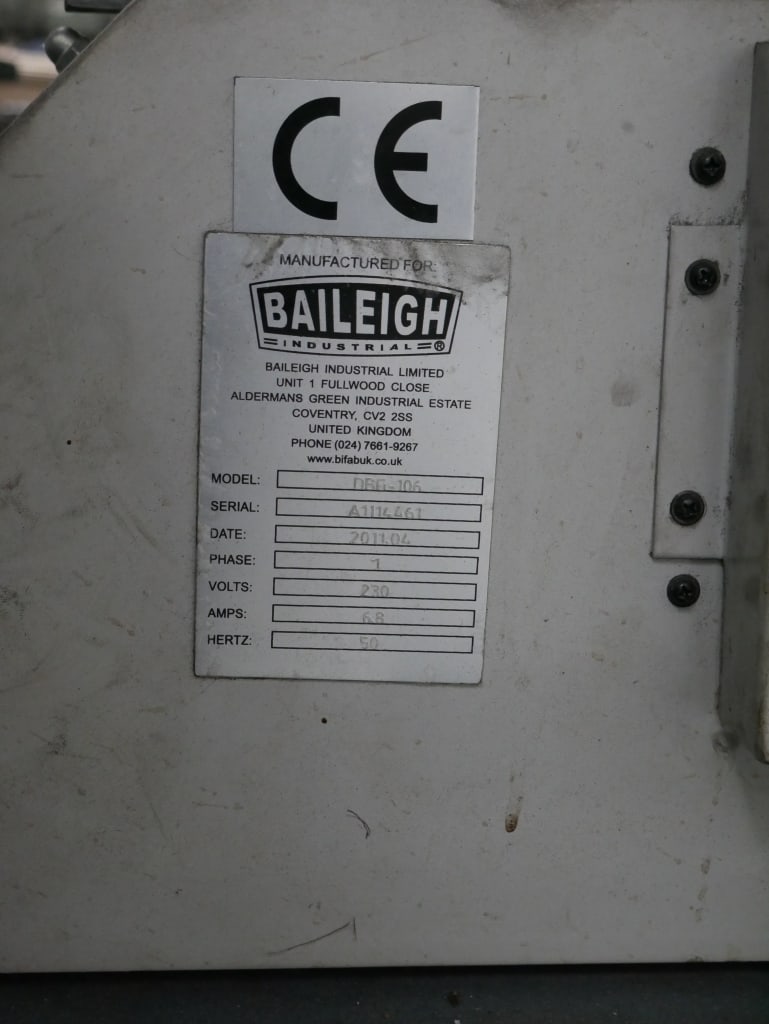 CE
MANUFACTURED FOR:
BAILEIGH
INDUSTRIAL ®
BAILEIGH INDUSTRIAL LIMITED
UNIT 1 FULLWOOD CLOSE
ALDERMANS GREEN INDUSTRIAL ESTATE
COVENTRY, CV2 2SS
UNITED KINGDOM
PHONE (024) 7661-9267
www.bifabuk.co.uk
MODEL:
SERIAL: A1114461
DATE: 2011.04
PHASE: 1
VOLTS: 230
AMPS: 6.8
HERTZ: 50